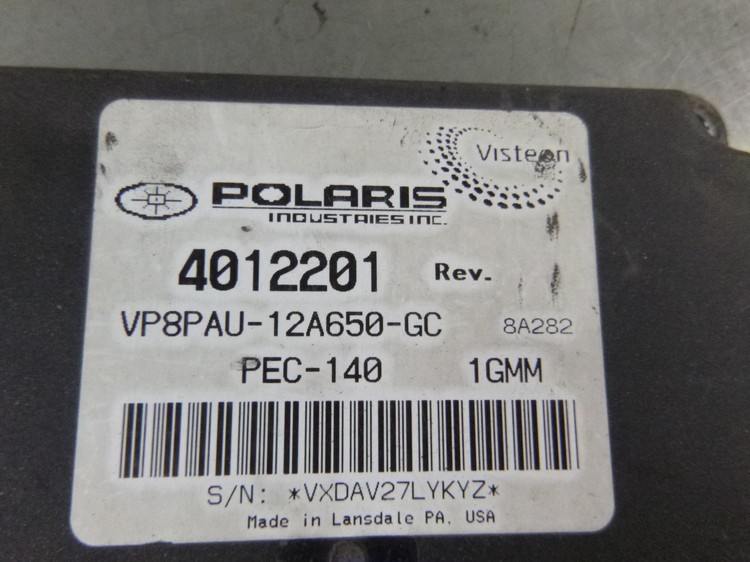 Visteon
POLARIS
INDUSTRIES INC.
4012201 Rev.
VP8PAU-12A650-GC 8A282
PEC-140 1GMM
S/N: *VXDAV27LYKYZ*
Made in Lansdale PA, USA